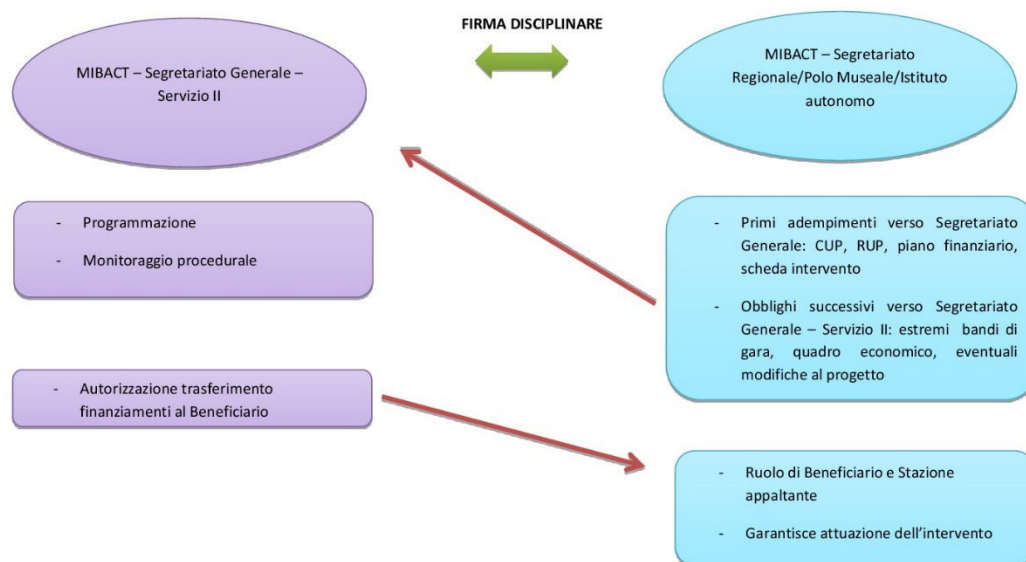 FIRMA DISCIPLINARE
MIBACT – Segretariato Generale –
Servizio II
MIBACT – Segretariato
Regionale/Polo Museale/Istituto
autonomo
- Programmazione
- Monitoraggio procedurale
- Primi adempimenti verso Segretariato
Generale: CUP, RUP, piano finanziario,
scheda intervento
- Obblighi successivi verso Segretariato
Generale – Servizio II: estremi bandi di
gara, quadro economico, eventuali
modifiche al progetto
- Autorizzazione trasferimento
finanziamenti al Beneficiario
- Ruolo di Beneficiario e Stazione
appaltante
- Garantisce attuazione dell'intervento